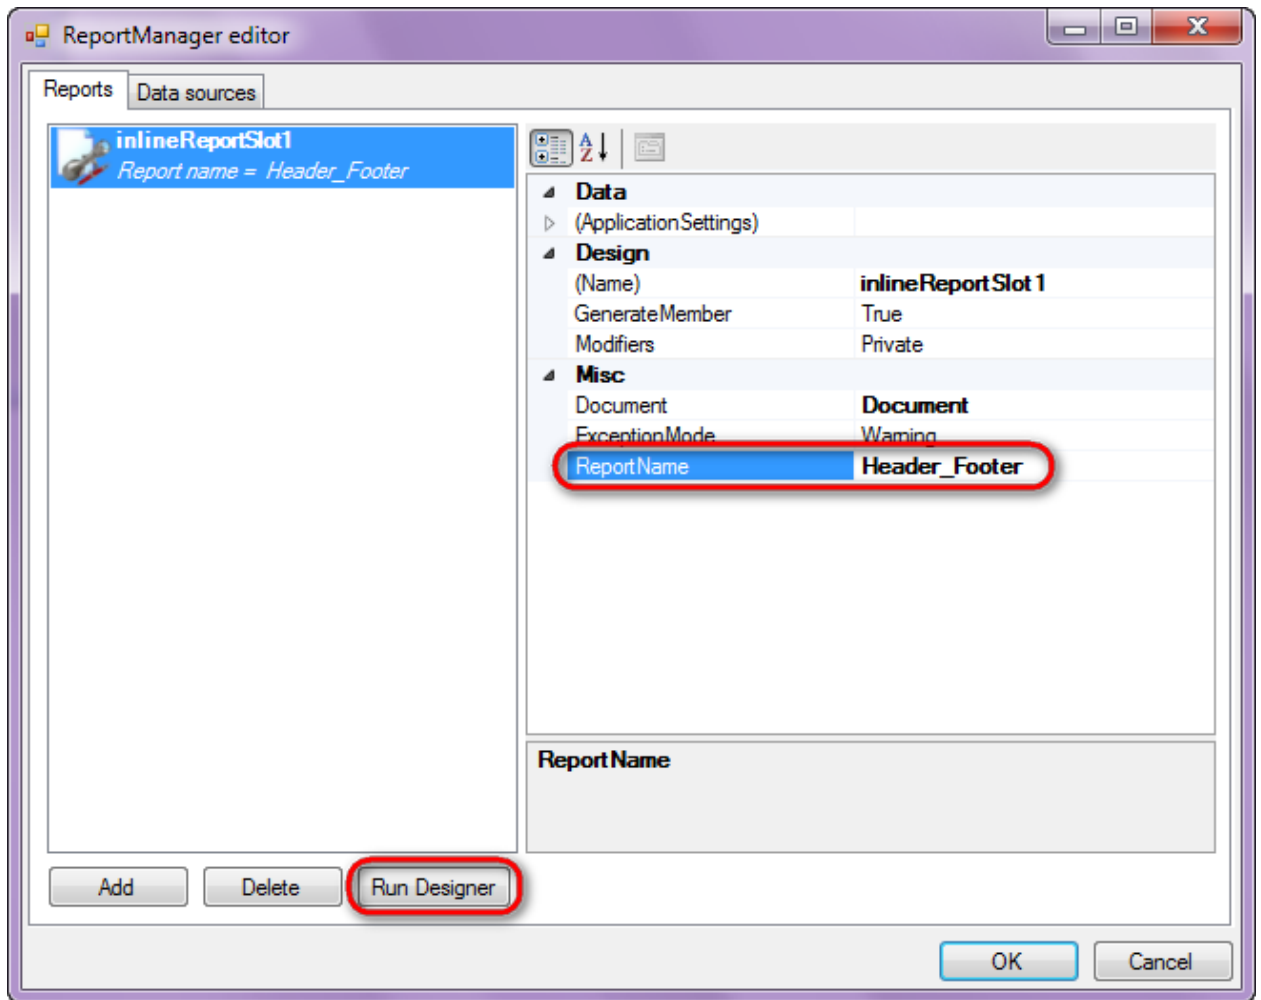 ReportManager editor
Reports
Data sources
inlineReportSlot1
Report name = Header_Footer
Data
(ApplicationSettings)
Design
(Name) inlineReportSlot1
GenerateMember True
Modifiers Private
Misc
Document Document
ExceptionMode Warning
ReportName Header_Footer
ReportName
Add Delete Run Designer
OK Cancel